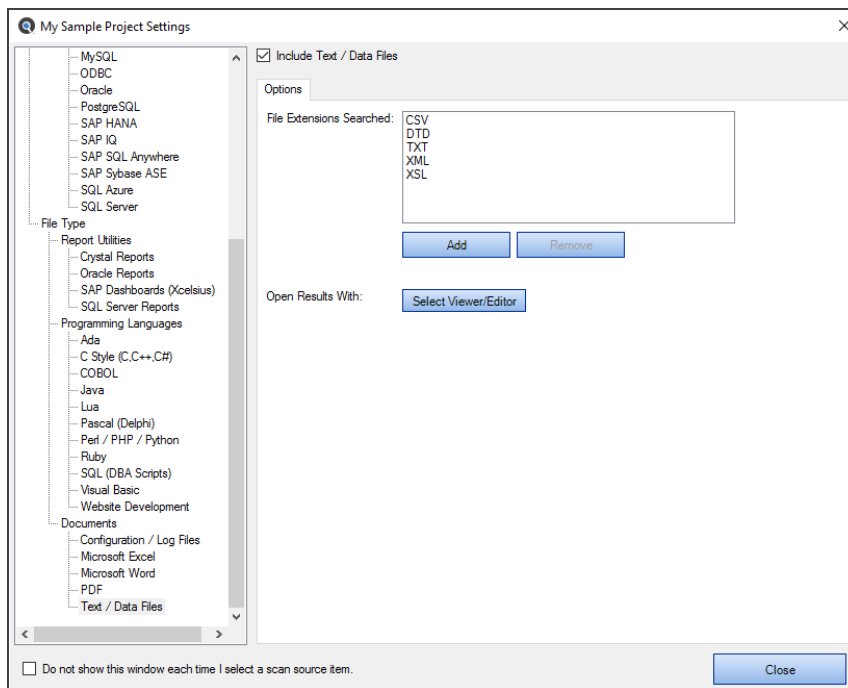 My Sample Project Settings
MySQL
ODBC
Oracle
PostgreSQL
SAP HANA
SAP IQ
SAP SQL Anywhere
SAP Sybase ASE
SQL Azure
SQL Server
File Type
Report Utilities
Crystal Reports
Oracle Reports
SAP Dashboards (Xcelsius)
SQL Server Reports
Programming Languages
Ada
C Style (C,C++,C#)
COBOL
Java
Lua
Pascal (Delphi)
Perl / PHP / Python
Ruby
SQL (DBA Scripts)
Visual Basic
Website Development
Documents
Configuration / Log Files
Microsoft Excel
Microsoft Word
PDF
Text / Data Files
Include Text / Data Files
Options
File Extensions Searched:
CSV
DTD
TXT
XML
XSL
Add
Remove
Open Results With:
Select Viewer/Editor
Do not show this window each time I select a scan source item.
Close